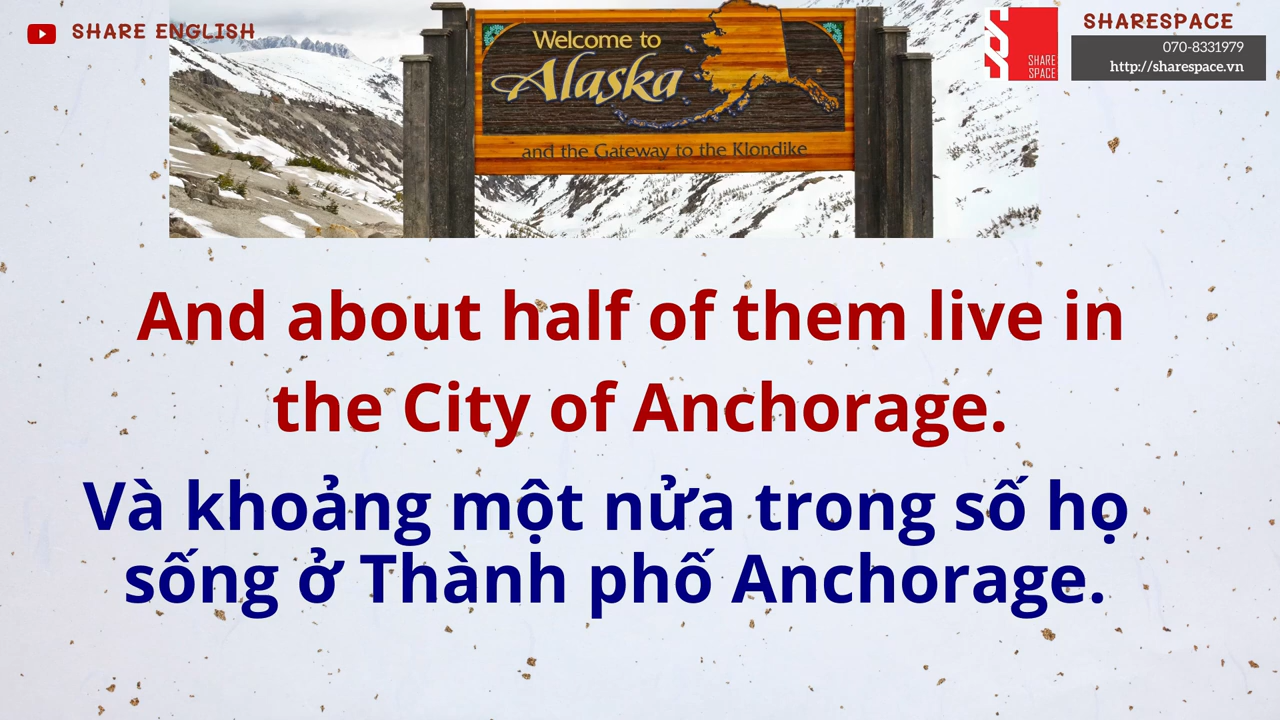 SHARE ENGLISH
SHARESPACE
070-8331979
http://sharespace.vn
SHARE
SPACE
Welcome to
Alaska
and the Gateway to the Klondike
And about half of them live in
the City of Anchorage.
Và khoảng một nửa trong số họ
sống ở Thành phố Anchorage.